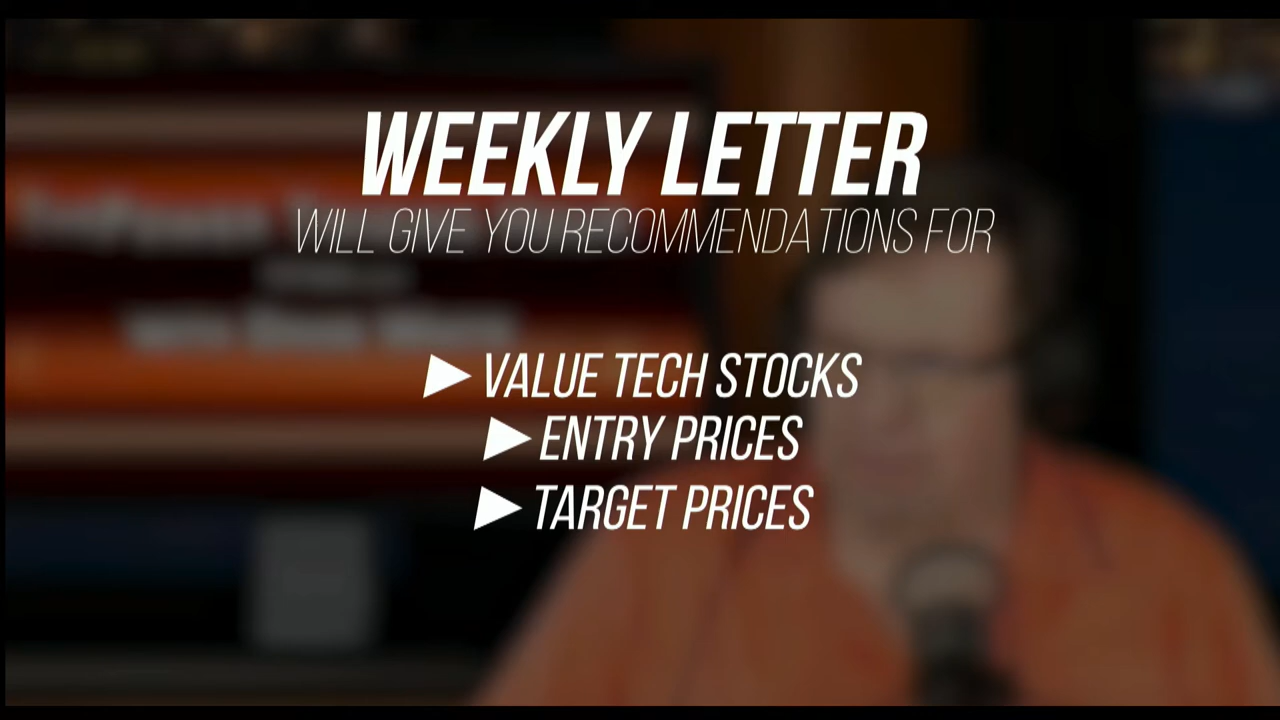 WEEKLY LETTER
WILL GIVE YOU RECOMMENDATIONS FOR
▶ VALUE TECH STOCKS
▶ ENTRY PRICES
▶ TARGET PRICES